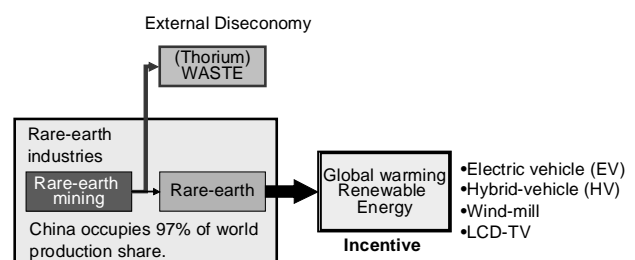 External Diseconomy
(Thorium)
WASTE
Rare-earth
industries
Rare-earth
mining
Rare-earth
China occupies 97% of world
production share.
Global warming
Renewable
Energy
Incentive
•Electric vehicle (EV)
•Hybrid-vehicle (HV)
•Wind-mill
•LCD-TV